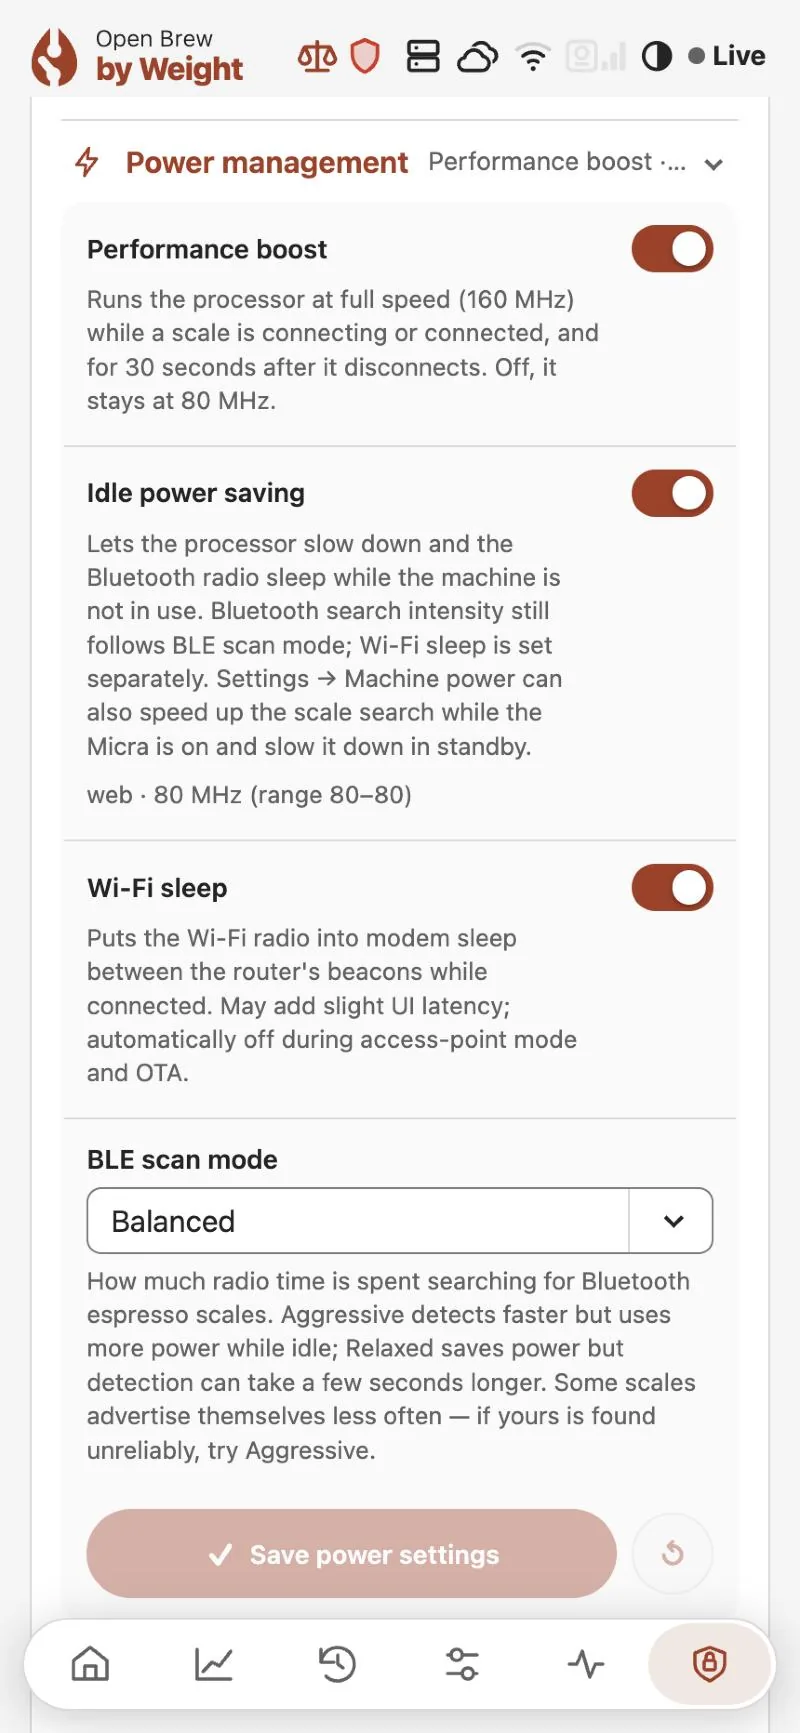 Open Brew
by Weight
Live
Power management Performance boost ·...
Performance boost
Runs the processor at full speed (160 MHz)
while a scale is connecting or connected, and
for 30 seconds after it disconnects. Off, it
stays at 80 MHz.
Idle power saving
Lets the processor slow down and the
Bluetooth radio sleep while the machine is
not in use. Bluetooth search intensity still
follows BLE scan mode; Wi-Fi sleep is set
separately. Settings → Machine power can
also speed up the scale search while the
Micra is on and slow it down in standby.
web · 80 MHz (range 80–80)
Wi-Fi sleep
Puts the Wi-Fi radio into modem sleep
between the router's beacons while
connected. May add slight UI latency;
automatically off during access-point mode
and OTA.
BLE scan mode
Balanced
How much radio time is spent searching for Bluetooth
espresso scales. Aggressive detects faster but uses
more power while idle; Relaxed saves power but
detection can take a few seconds longer. Some scales
advertise themselves less often — if yours is found
unreliably, try Aggressive.
Save power settings